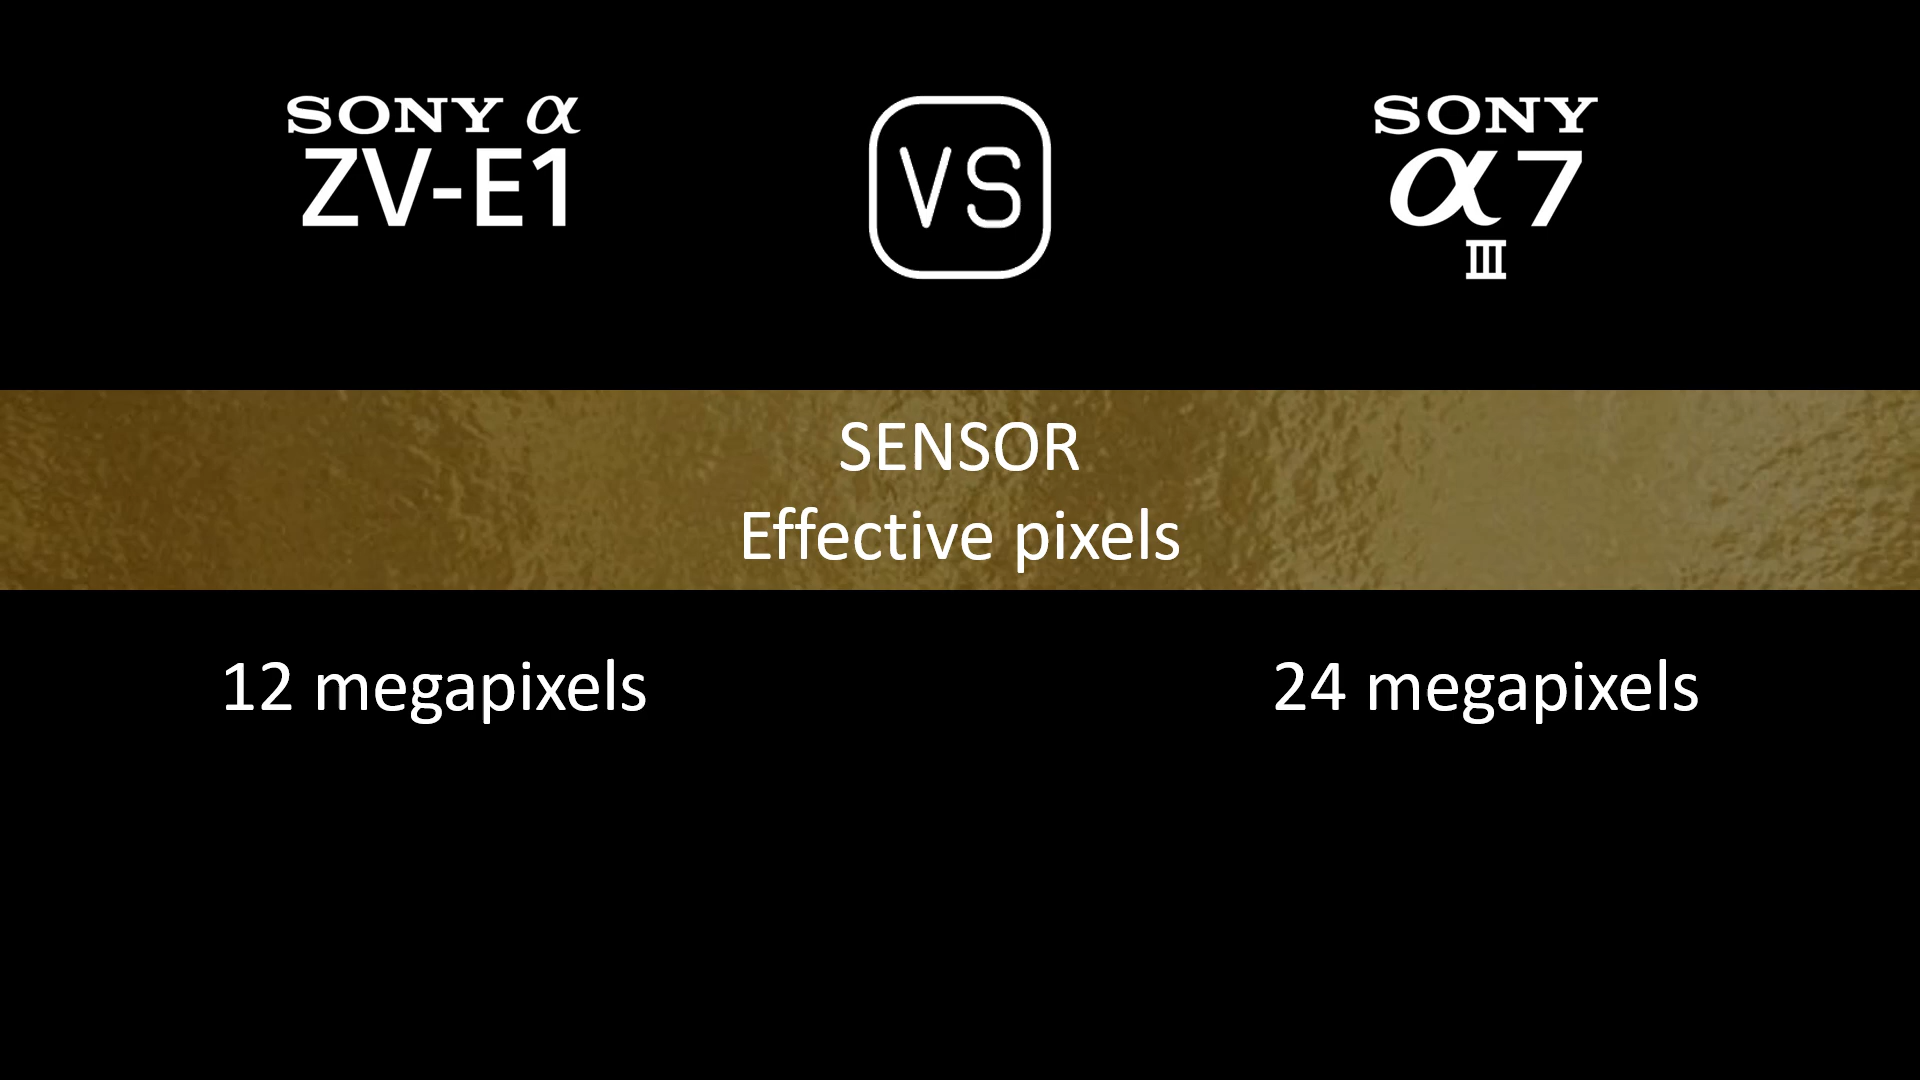 SONY α
ZV-E1
VS
SONY
α7
III
SENSOR
Effective pixels
12 megapixels
24 megapixels